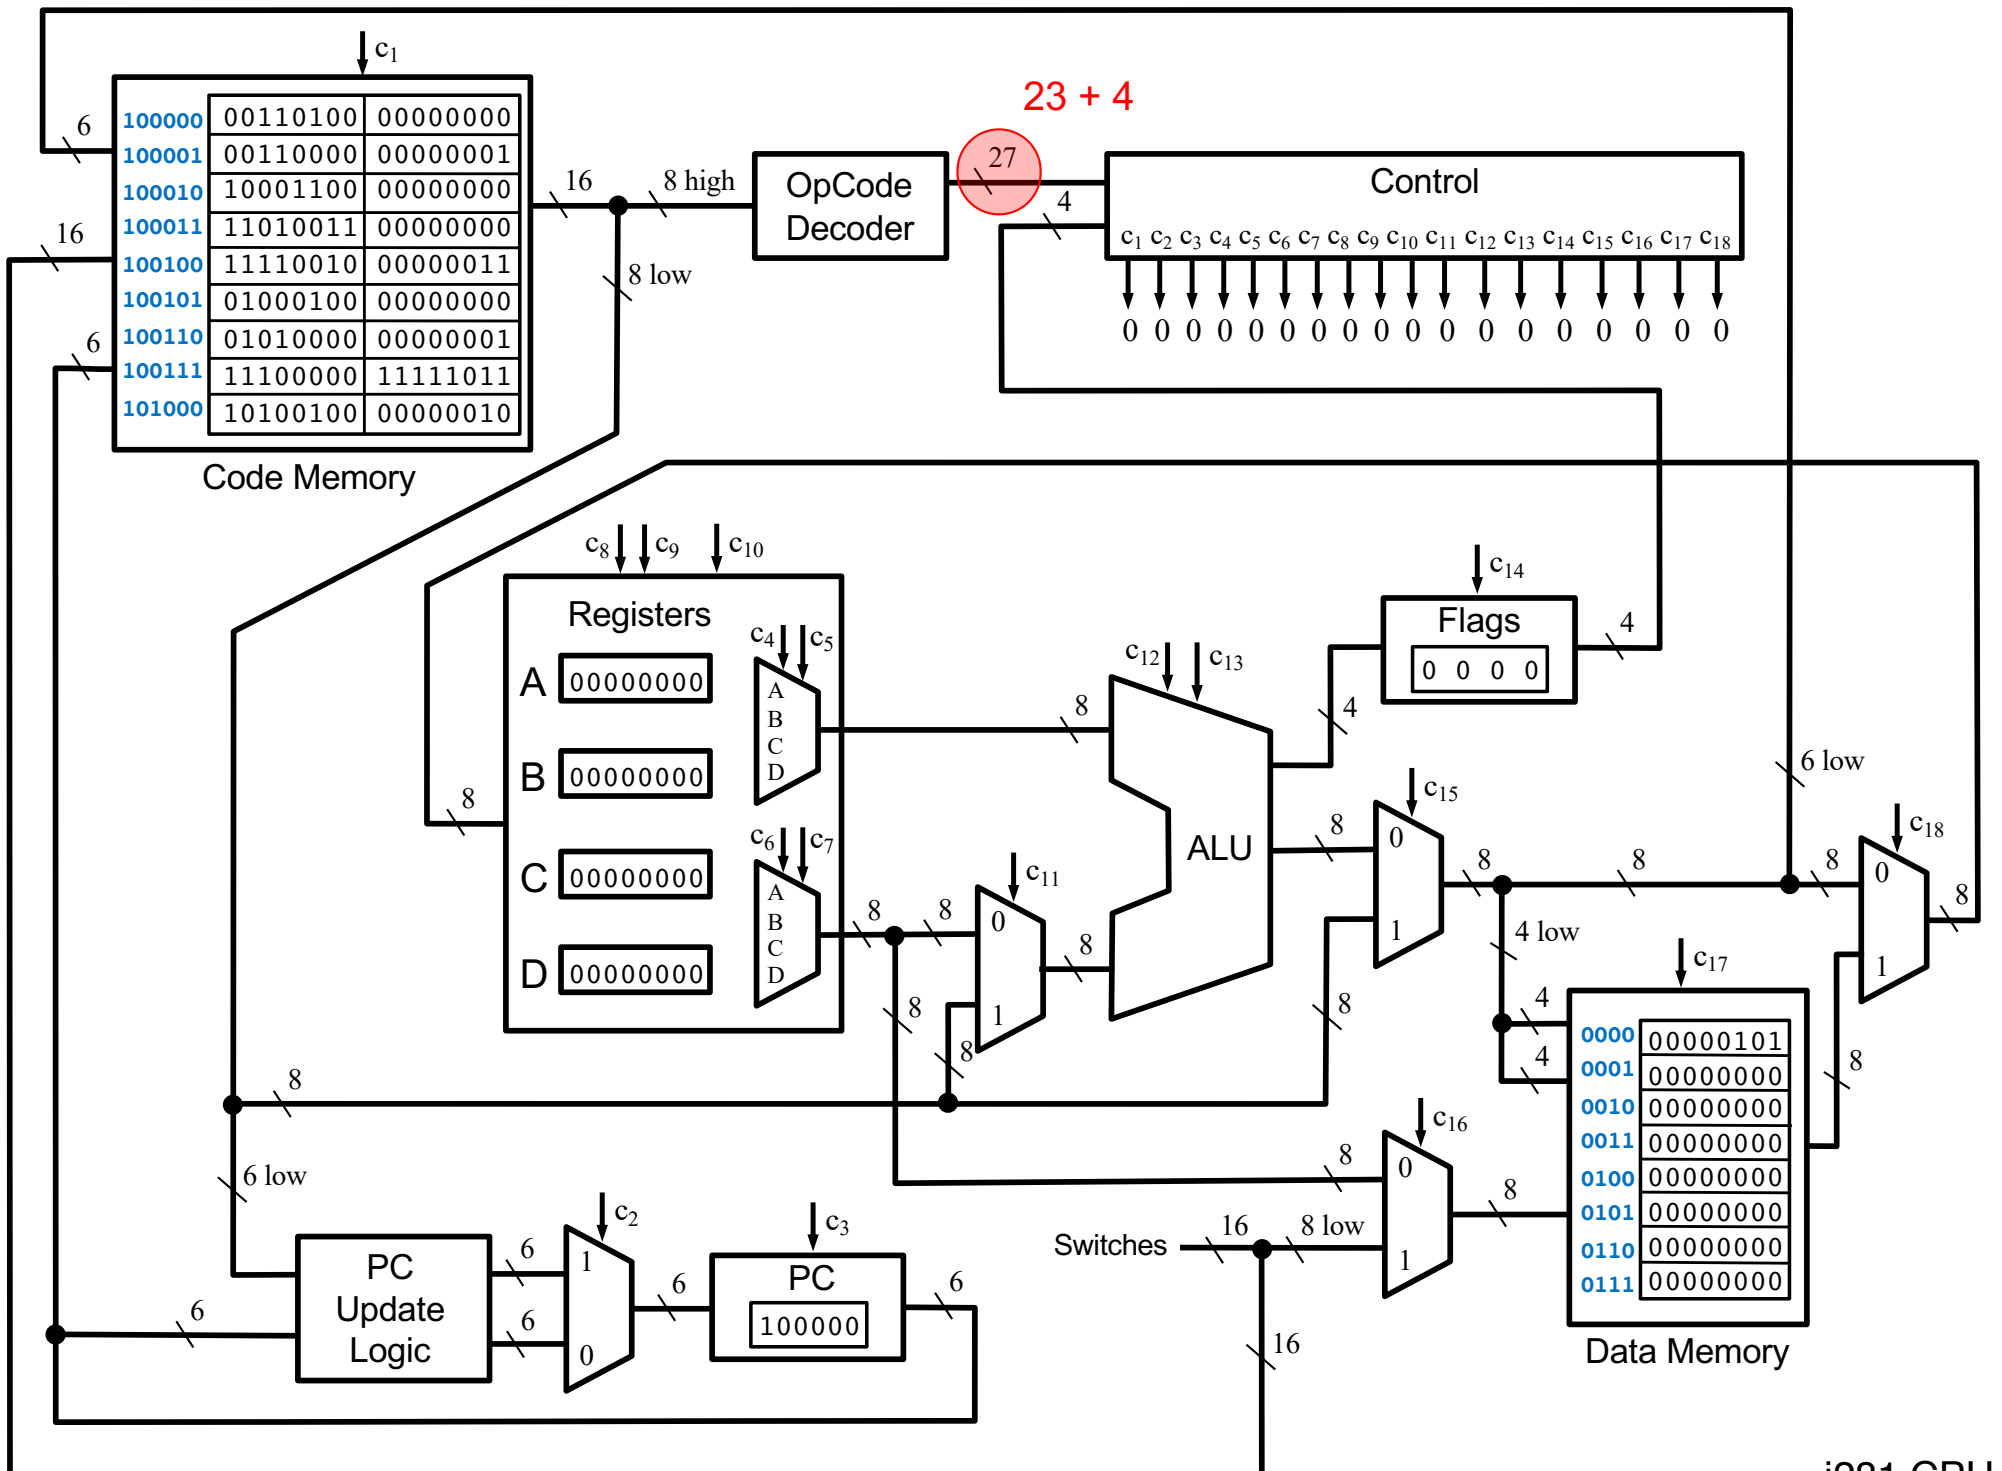 c1
23 + 4
100000 00110100 00000000
100001 00110000 00000001
100010 10001100 00000000
100011 11010011 00000000
100100 11110010 00000011
100101 01000100 00000000
100110 01010000 00000001
100111 11100000 11111011
101000 10100100 00000010
Code Memory
6
16
6
16
8 high
8 low
OpCode
Decoder
27
4
Control
c1 c2 c3 c4 c5 c6 c7 c8 c9 c10 c11 c12 c13 c14 c15 c16 c17 c18
0 0 0 0 0 0 0 0 0 0 0 0 0 0 0 0 0 0
c8 c9 c10
Registers
A 00000000
B 00000000
C 00000000
D 00000000
8
c4 c5
A
B
C
D
c6 c7
A
B
C
D
8
8
8
8
c11
0
1
8
8
c12 c13
ALU
c14
Flags
0 0 0 0
4
4
8
c15
0
1
8
8
8
6 low
8
c18
0
1
8
4 low
4
4
c17
0000 00000101
0001 00000000
0010 00000000
0011 00000000
0100 00000000
0101 00000000
0110 00000000
0111 00000000
Data Memory
8
8
6 low
c16
0
1
8
8
Switches
16
8 low
16
PC
Update
Logic
6
6
6
c2
1
0
6
c3
PC
100000
6